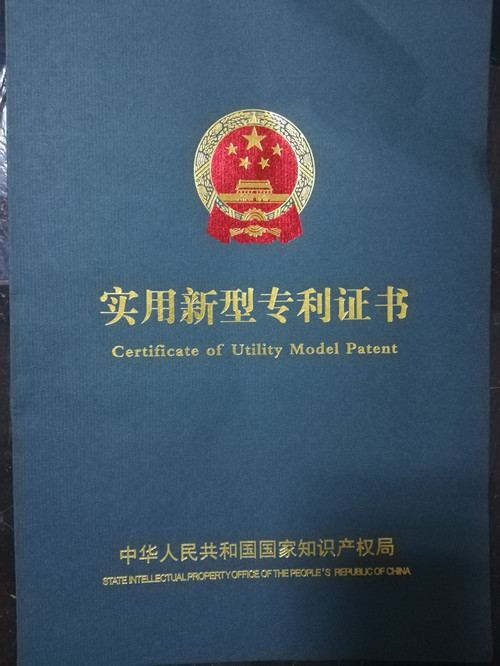 实用新型专利证书
Certificate of Utility Model Patent
中华人民共和国国家知识产权局
STATE INTELLECTUAL PROPERTY OFFICE OF THE PEOPLE'S REPUBLIC OF CHINA